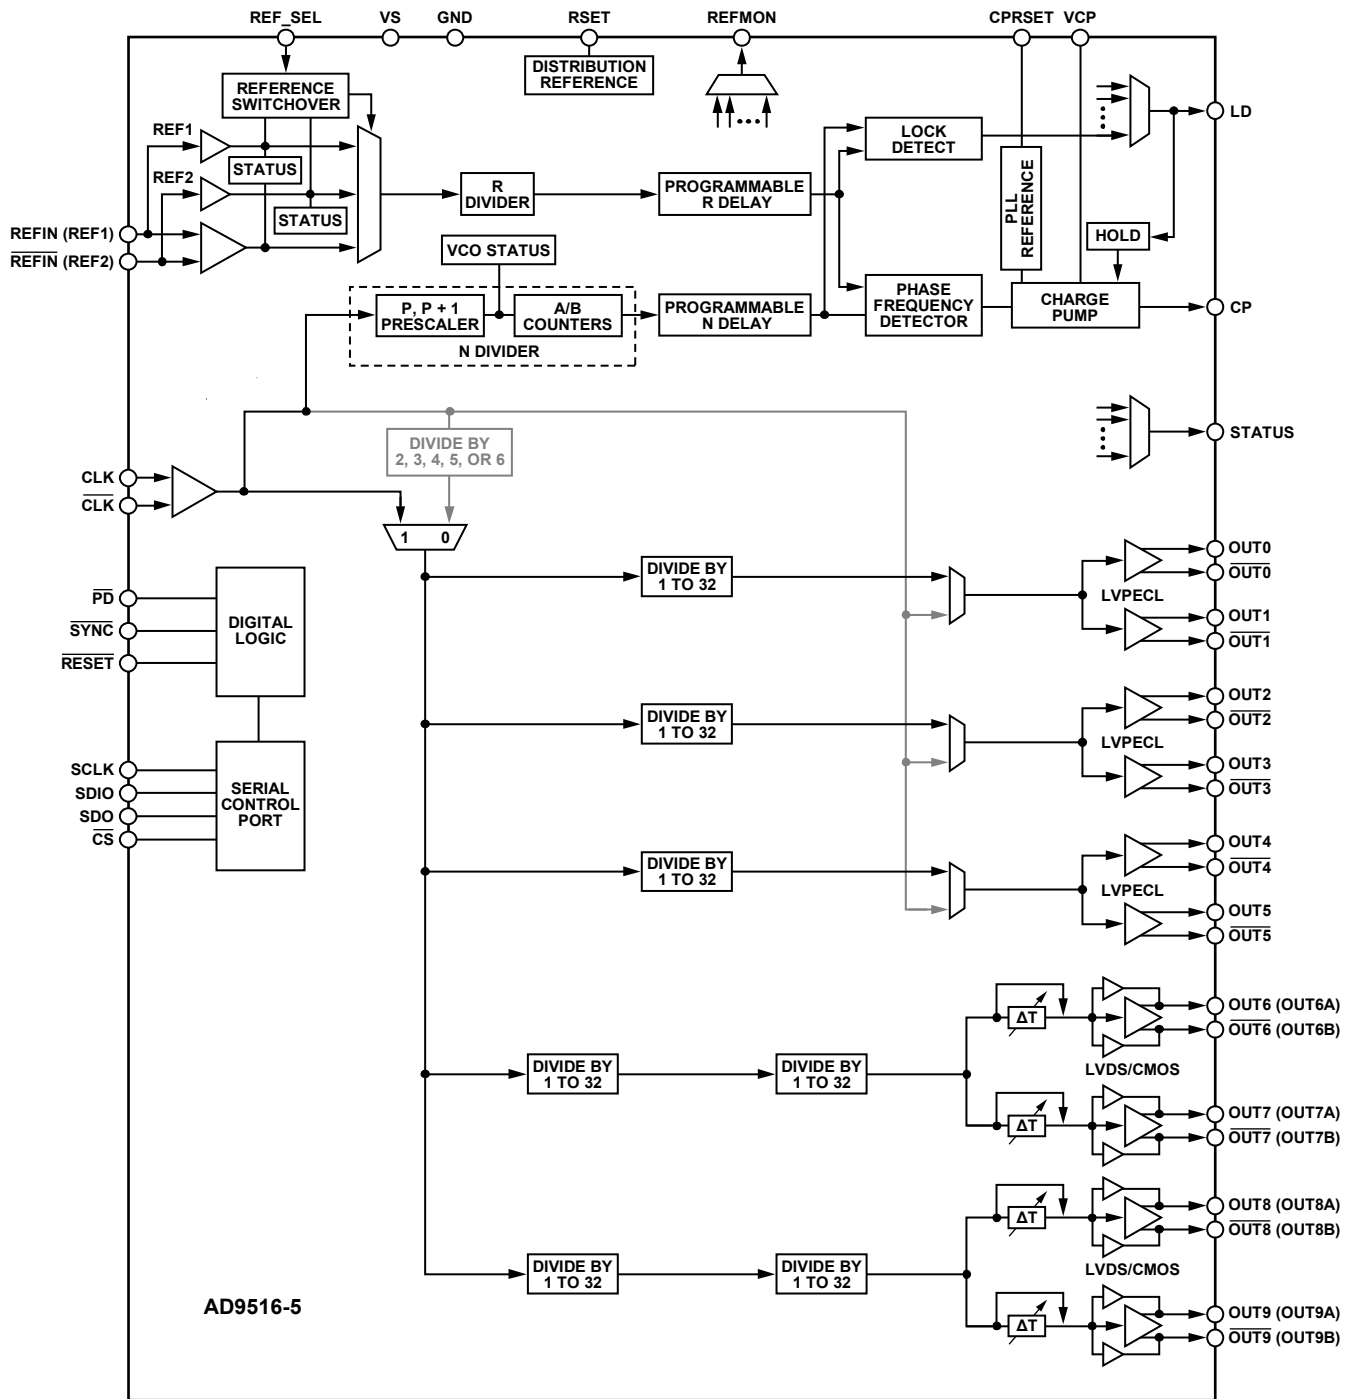 REF_SEL
VS
GND
RSET
REFMON
CPRSET
VCP
DISTRIBUTION
REFERENCE
REFERENCE
SWITCHOVER
REF1
STATUS
REF2
STATUS
R
DIVIDER
PROGRAMMABLE
R DELAY
LOCK
DETECT
PLL
REFERENCE
LD
HOLD
REFIN (REF1)
REFIN (REF2)
VCO STATUS
P, P + 1
PRESCALER
A/B
COUNTERS
N DIVIDER
PROGRAMMABLE
N DELAY
PHASE
FREQUENCY
DETECTOR
CHARGE
PUMP
CP
DIVIDE BY
2, 3, 4, 5, OR 6
STATUS
CLK
CLK
1
0
DIVIDE BY
1 TO 32
LVPECL
OUT0
OUT0
OUT1
OUT1
PD
SYNC
RESET
DIGITAL
LOGIC
DIVIDE BY
1 TO 32
LVPECL
OUT2
OUT2
OUT3
OUT3
SCLK
SDIO
SDO
CS
SERIAL
CONTROL
PORT
DIVIDE BY
1 TO 32
LVPECL
OUT4
OUT4
OUT5
OUT5
DIVIDE BY
1 TO 32
DIVIDE BY
1 TO 32
ΔT
ΔT
LVDS/CMOS
OUT6 (OUT6A)
OUT6 (OUT6B)
OUT7 (OUT7A)
OUT7 (OUT7B)
DIVIDE BY
1 TO 32
DIVIDE BY
1 TO 32
ΔT
ΔT
LVDS/CMOS
OUT8 (OUT8A)
OUT8 (OUT8B)
OUT9 (OUT9A)
OUT9 (OUT9B)
AD9516-5